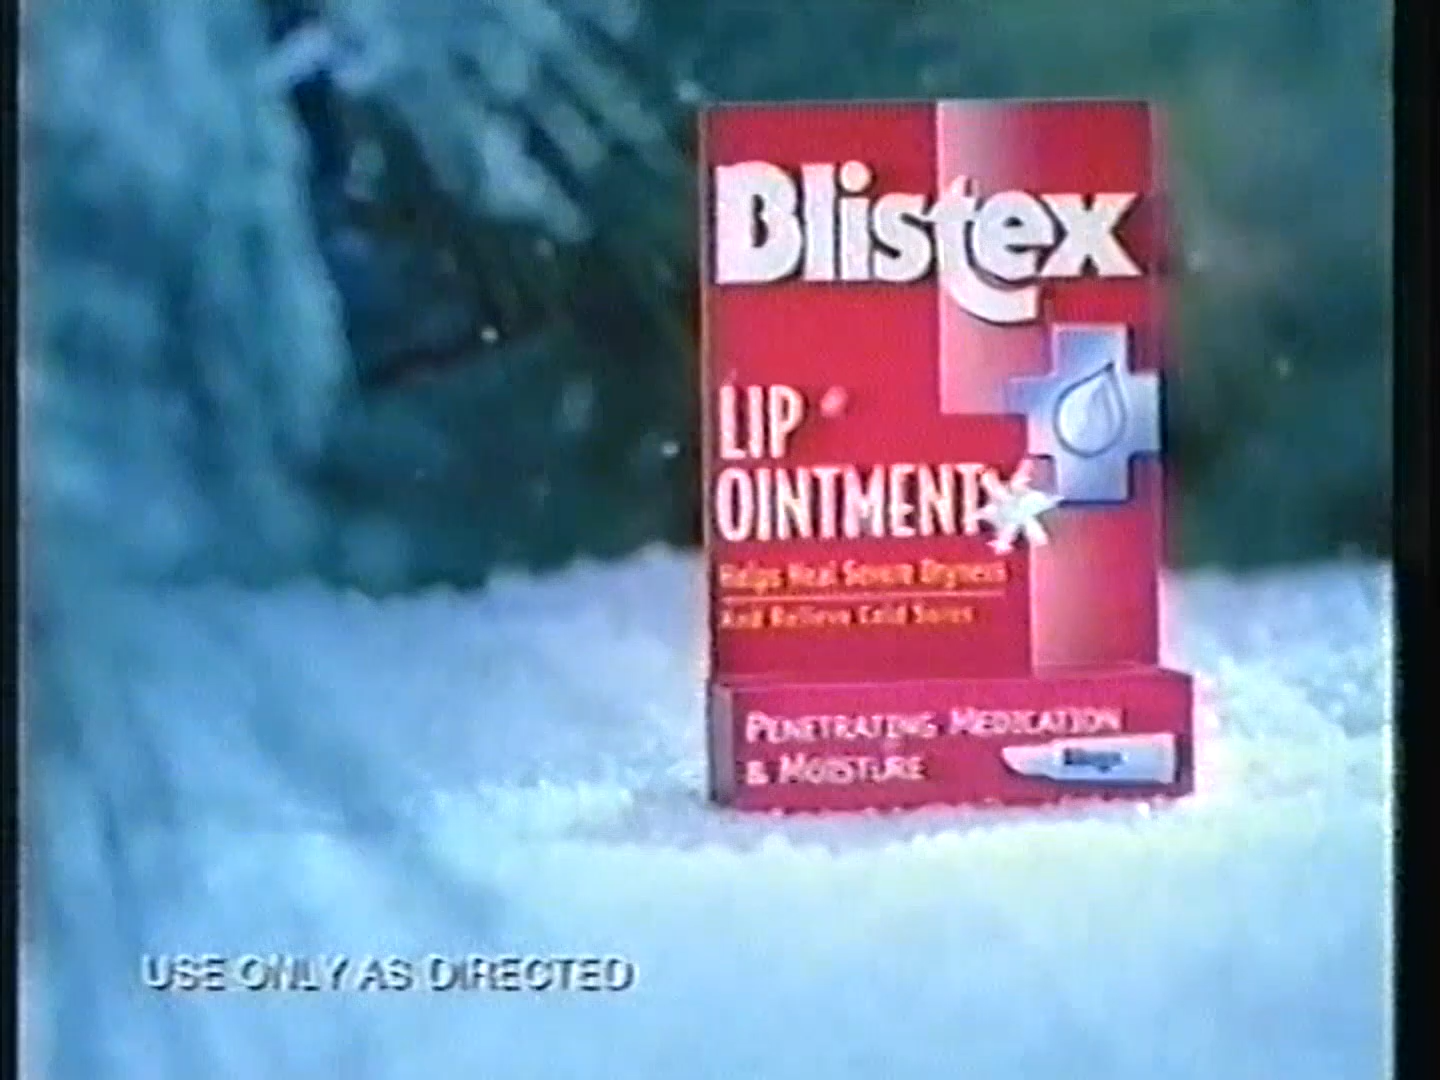 Blistex
LIP
OINTMENT
Helps Heal Severe Dryness
And Relieve Cold Sores
PENETRATING MEDICATION
& MOISTURE
USE ONLY AS DIRECTED